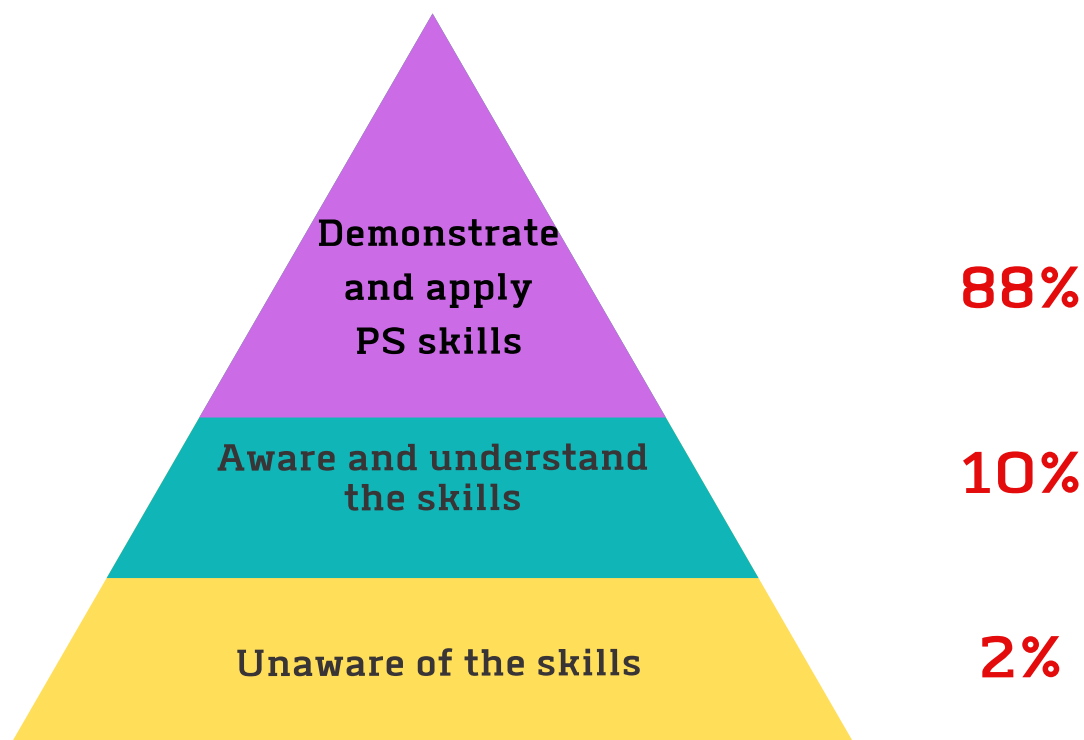 Demonstrate
and apply
PS skills
88%
Aware and understand
the skills
10%
Unaware of the skills
2%